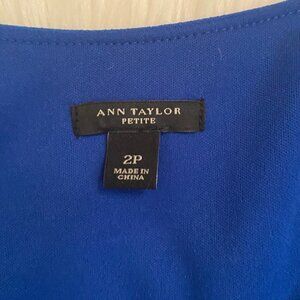 ANN TAYLOR
PETITE
2P
MADE IN
CHINA